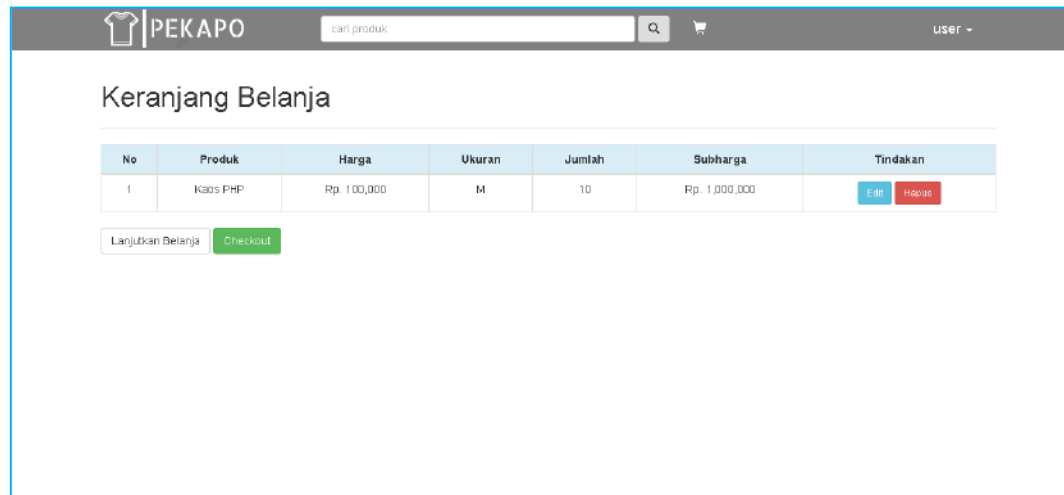 PEKAPO cari produk user
Keranjang Belanja
No Produk Harga Ukuran Jumlah Subharga Tindakan
1 Kaos PHP Rp. 100,000 M 10 Rp. 1,000,000 Edit Hapus
Lanjutkan Belanja Checkout